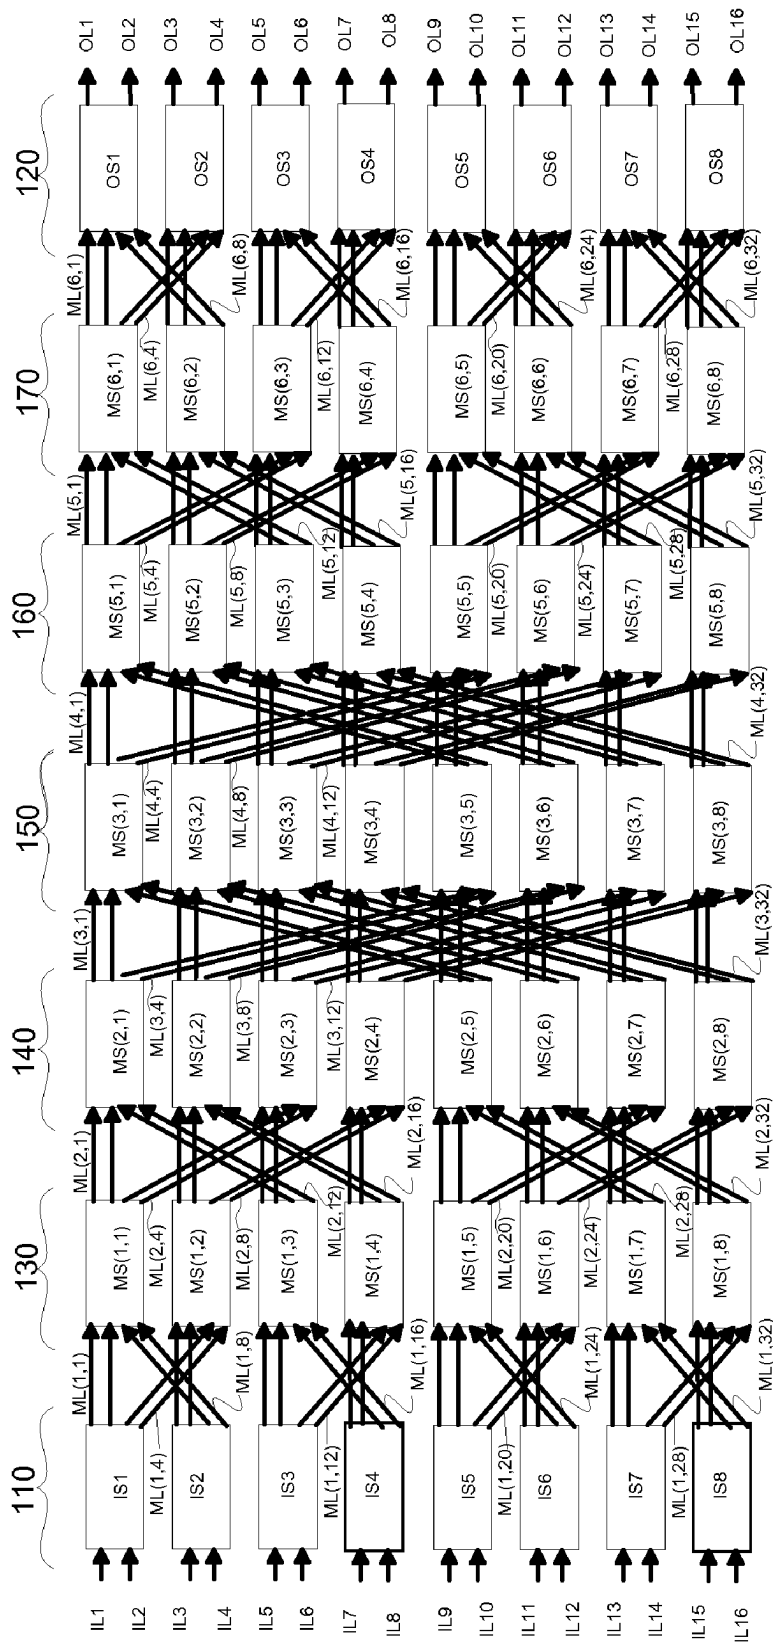 110 130 140 150 160 170 120
IL1 ML(1,1) ML(2,1) ML(3,1) ML(4,1) ML(5,1) ML(6,1) OL1
IS1 MS(1,1) MS(2,1) MS(3,1) MS(5,1) MS(6,1) OS1
IL2 OL2
ML(1,4) ML(2,4) ML(3,4) ML(4,4) ML(5,4) ML(6,4)
IL3 OL3
IS2 MS(1,2) MS(2,2) MS(3,2) MS(5,2) MS(6,2) OS2
IL4 OL4
ML(1,8) ML(2,8) ML(3,8) ML(4,8) ML(5,8) ML(6,8)
IL5 OL5
IS3 MS(1,3) MS(2,3) MS(3,3) MS(5,3) MS(6,3) OS3
IL6 OL6
ML(1,12) ML(2,12) ML(3,12) ML(4,12) ML(5,12) ML(6,12)
IL7 OL7
IS4 MS(1,4) MS(2,4) MS(3,4) MS(5,4) MS(6,4) OS4
IL8 OL8
ML(1,16) ML(2,16) ML(5,16) ML(6,16)
IL9 OL9
IS5 MS(1,5) MS(2,5) MS(3,5) MS(5,5) MS(6,5) OS5
IL10 OL10
ML(1,20) ML(2,20) ML(5,20) ML(6,20)
IL11 OL11
IS6 MS(1,6) MS(2,6) MS(3,6) MS(5,6) MS(6,6) OS6
IL12 OL12
ML(1,24) ML(2,24) ML(5,24) ML(6,24)
IL13 OL13
IS7 MS(1,7) MS(2,7) MS(3,7) MS(5,7) MS(6,7) OS7
IL14 OL14
ML(1,28) ML(2,28) ML(5,28) ML(6,28)
IL15 OL15
IS8 MS(1,8) MS(2,8) MS(3,8) MS(5,8) MS(6,8) OS8
IL16 OL16
ML(1,32) ML(2,32) ML(3,32) ML(4,32) ML(5,32) ML(6,32)